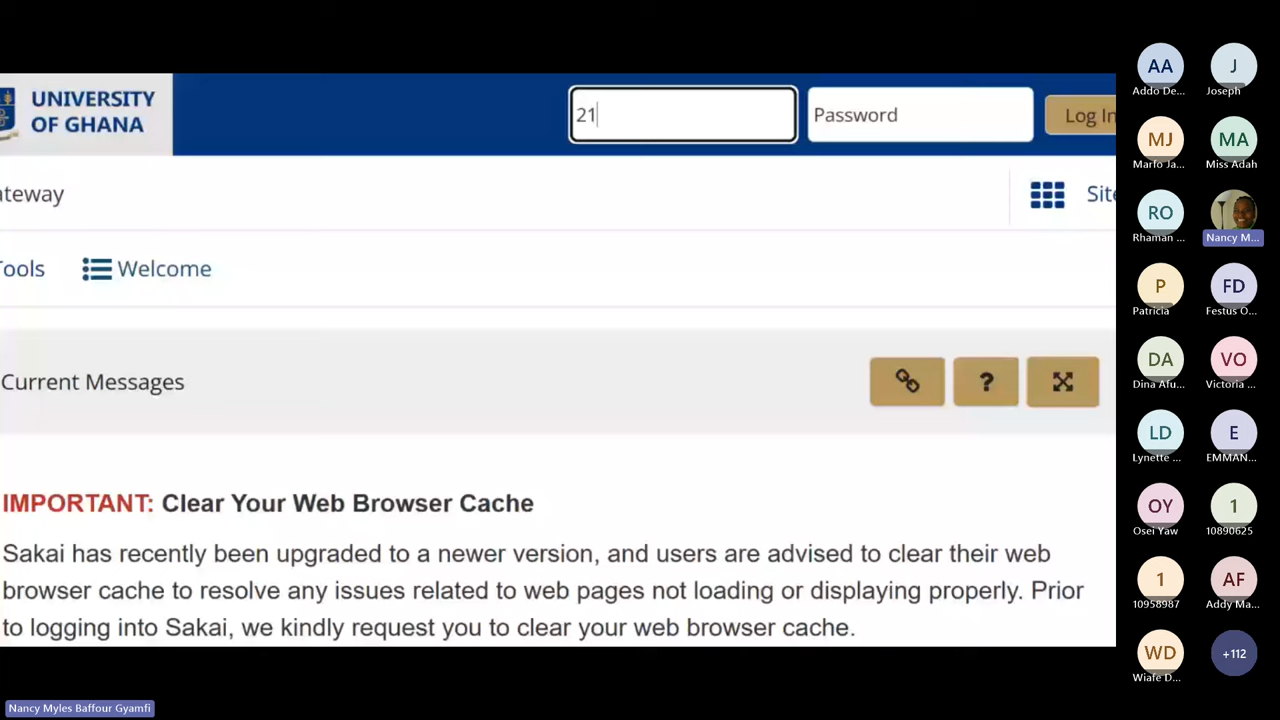 UNIVERSITY
OF GHANA
21
Password
Log In
ateway
Site
Tools
Welcome
Current Messages
?
IMPORTANT: Clear Your Web Browser Cache
Sakai has recently been upgraded to a newer version, and users are advised to clear their web
browser cache to resolve any issues related to web pages not loading or displaying properly. Prior
to logging into Sakai, we kindly request you to clear your web browser cache.
AA
Addo De...
J
Joseph
MJ
Marfo Ja...
MA
Miss Adah
RO
Rhaman ...
Nancy M...
P
Patricia
FD
Festus O...
DA
Dina Afu...
VO
Victoria ...
LD
Lynette ...
E
EMMAN...
OY
Osei Yaw
1
10890625
1
10958987
AF
Addy Ma...
WD
Wiafe D...
+112
Nancy Myles Baffour Gyamfi